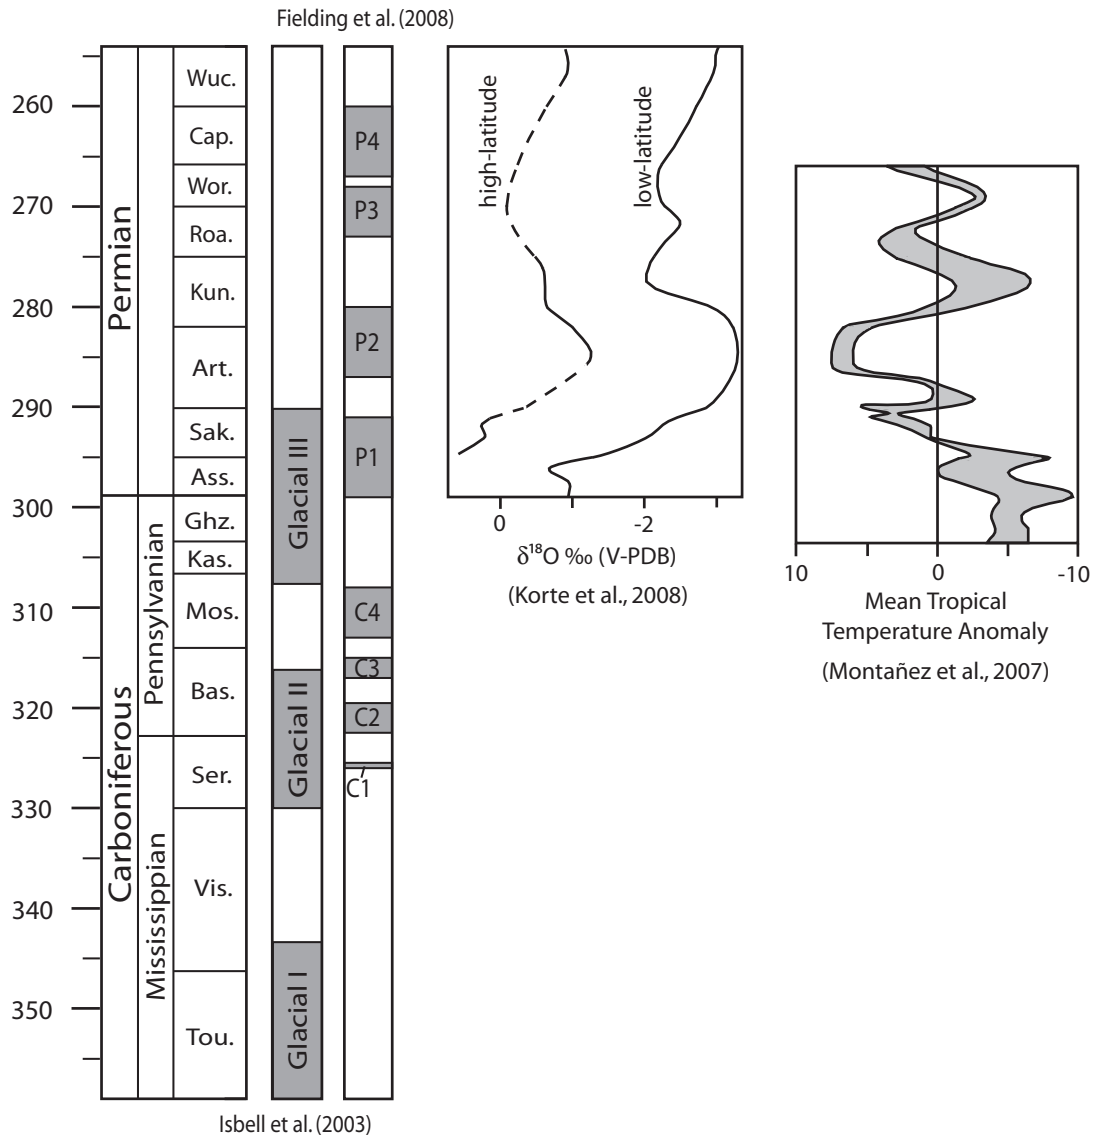 Fielding et al. (2008)
260
270
280
290
300
310
320
330
340
350
Permian
Carboniferous
Pennsylvanian
Mississippian
Wuc.
Cap.
Wor.
Roa.
Kun.
Art.
Sak.
Ass.
Ghz.
Kas.
Mos.
Bas.
Ser.
Vis.
Tou.
Glacial III
Glacial II
Glacial I
P4
P3
P2
P1
C4
C3
C2
C1
high-latitude
low-latitude
0
-2
δ¹⁸O ‰ (V-PDB)
(Korte et al., 2008)
10
0
-10
Mean Tropical
Temperature Anomaly
(Montañez et al., 2007)
Isbell et al. (2003)